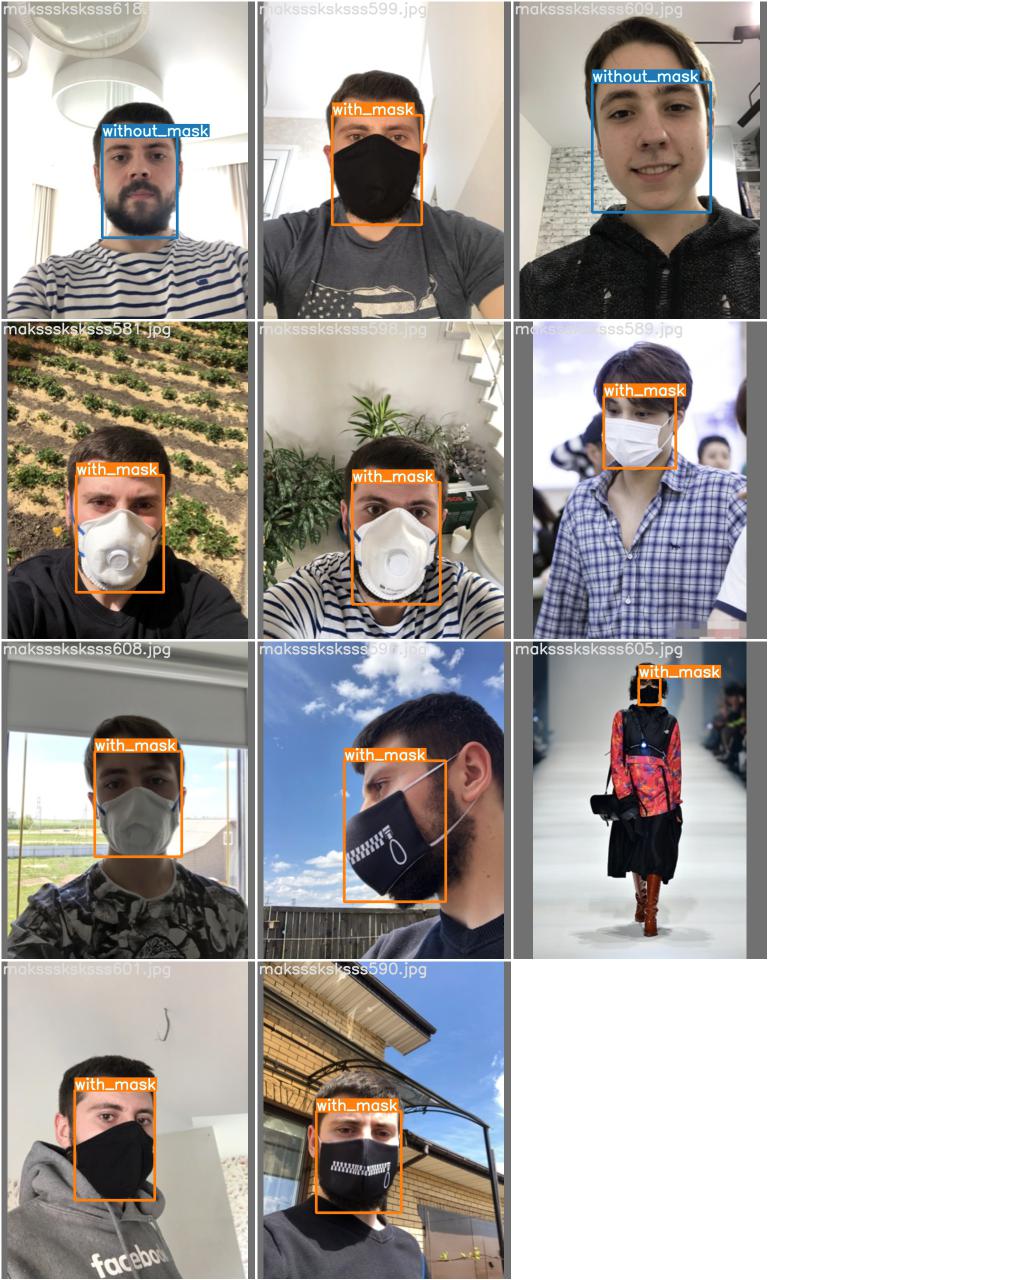 maksssksksss618.
maksssksksss599.jpg
maksssksksss609.jpg
without_mask
with_mask
without_mask
maksssksksss581.jpg
maksssksksss598.jpg
maksssksksss589.jpg
with_mask
with_mask
with_mask
maksssksksss608.jpg
maksssksksss605.jpg
with_mask
with_mask
with_mask
maksssksksss601.jpg
maksssksksss590.jpg
with_mask
with_mask
facebo